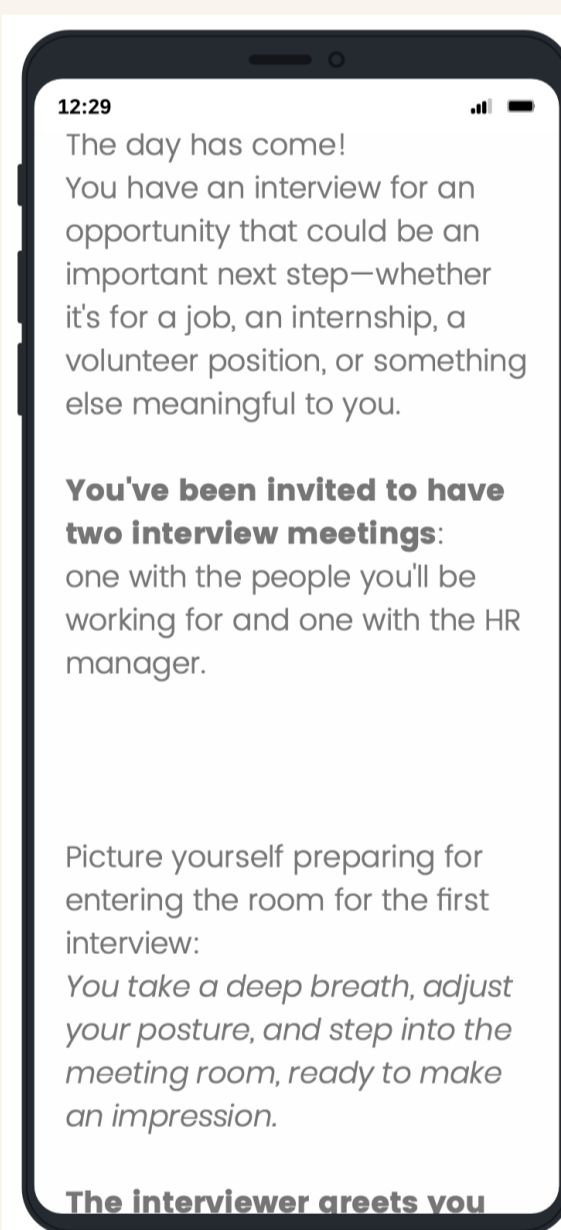 12:29
The day has come!
You have an interview for an
opportunity that could be an
important next step—whether
it's for a job, an internship, a
volunteer position, or something
else meaningful to you.
You've been invited to have
two interview meetings:
one with the people you'll be
working for and one with the HR
manager.
Picture yourself preparing for
entering the room for the first
interview:
You take a deep breath, adjust
your posture, and step into the
meeting room, ready to make
an impression.
The interviewer greets you